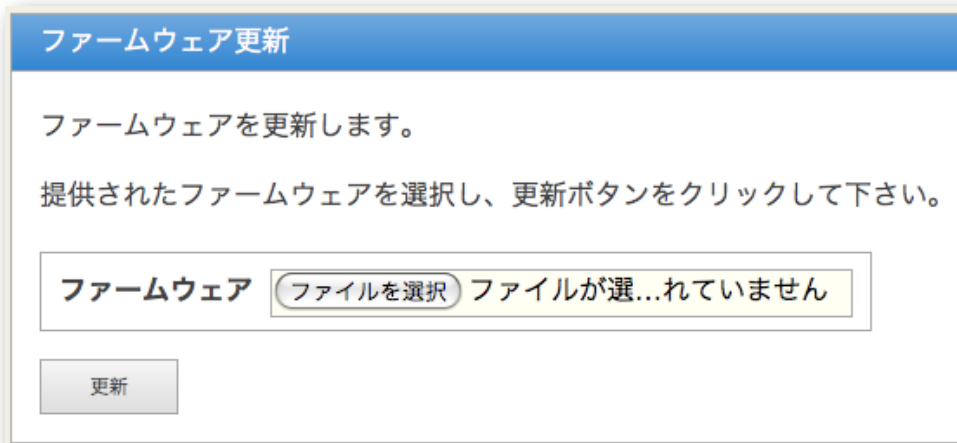 ファームウェア更新
ファームウェアを更新します。
提供されたファームウェアを選択し、更新ボタンをクリックして下さい。
ファームウェア ファイルを選択 ファイルが選...れていません
更新